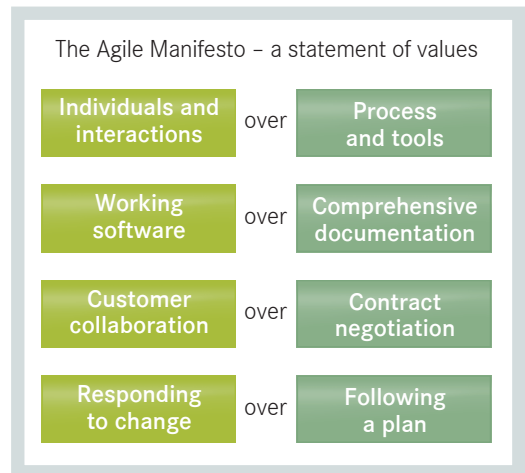 The Agile Manifesto – a statement of values
Individuals and
interactions
over
Process
and tools
Working
software
over
Comprehensive
documentation
Customer
collaboration
over
Contract
negotiation
Responding
to change
over
Following
a plan